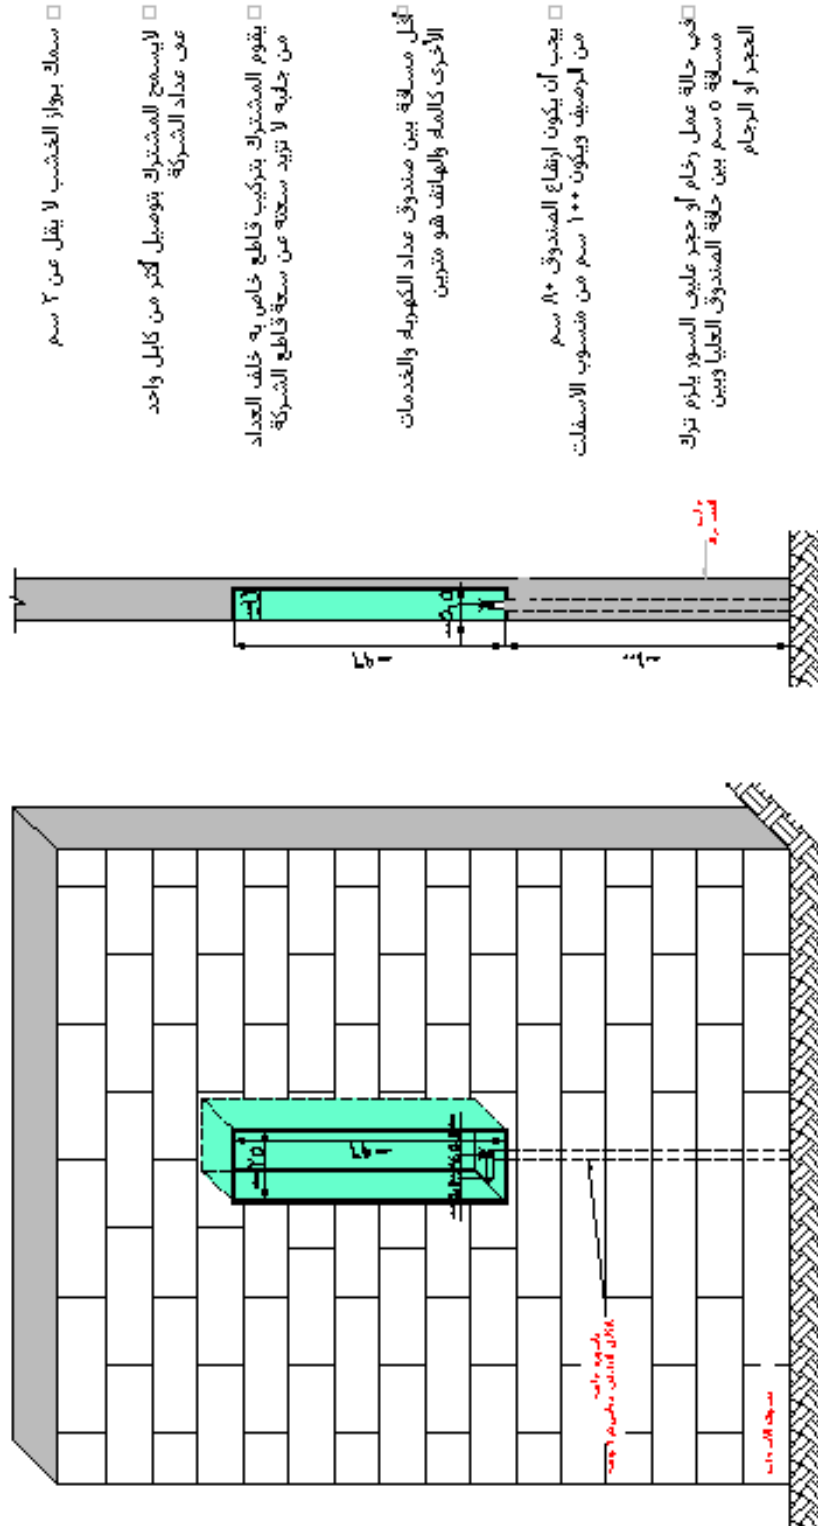 سمك برواز الخشب لا يقل عن ٢ سم
لايسمح المشترك بتوصيل أكثر من كابل واحد
عن عداد الشركة
يقوم المشترك بتركيب قاطع خاص به خلف العداد
من جانبه لا تزيد سعته عن سعة قاطع الشركة
أقل مسافة بين صندوق عداد الكهرباء والخدمات
الأخرى كالماء والهاتف هو مترين
يجب أن يكون ارتفاع الصندوق ٨٠ سم
من الرصيف ويكون ١٠٠ سم من منسوب الاسفلت
في حالة عمل رخام أو حجر على السور يلزم ترك
مسافة ٥ سم بين حافة الصندوق العليا وبين
الحجر أو الرخام